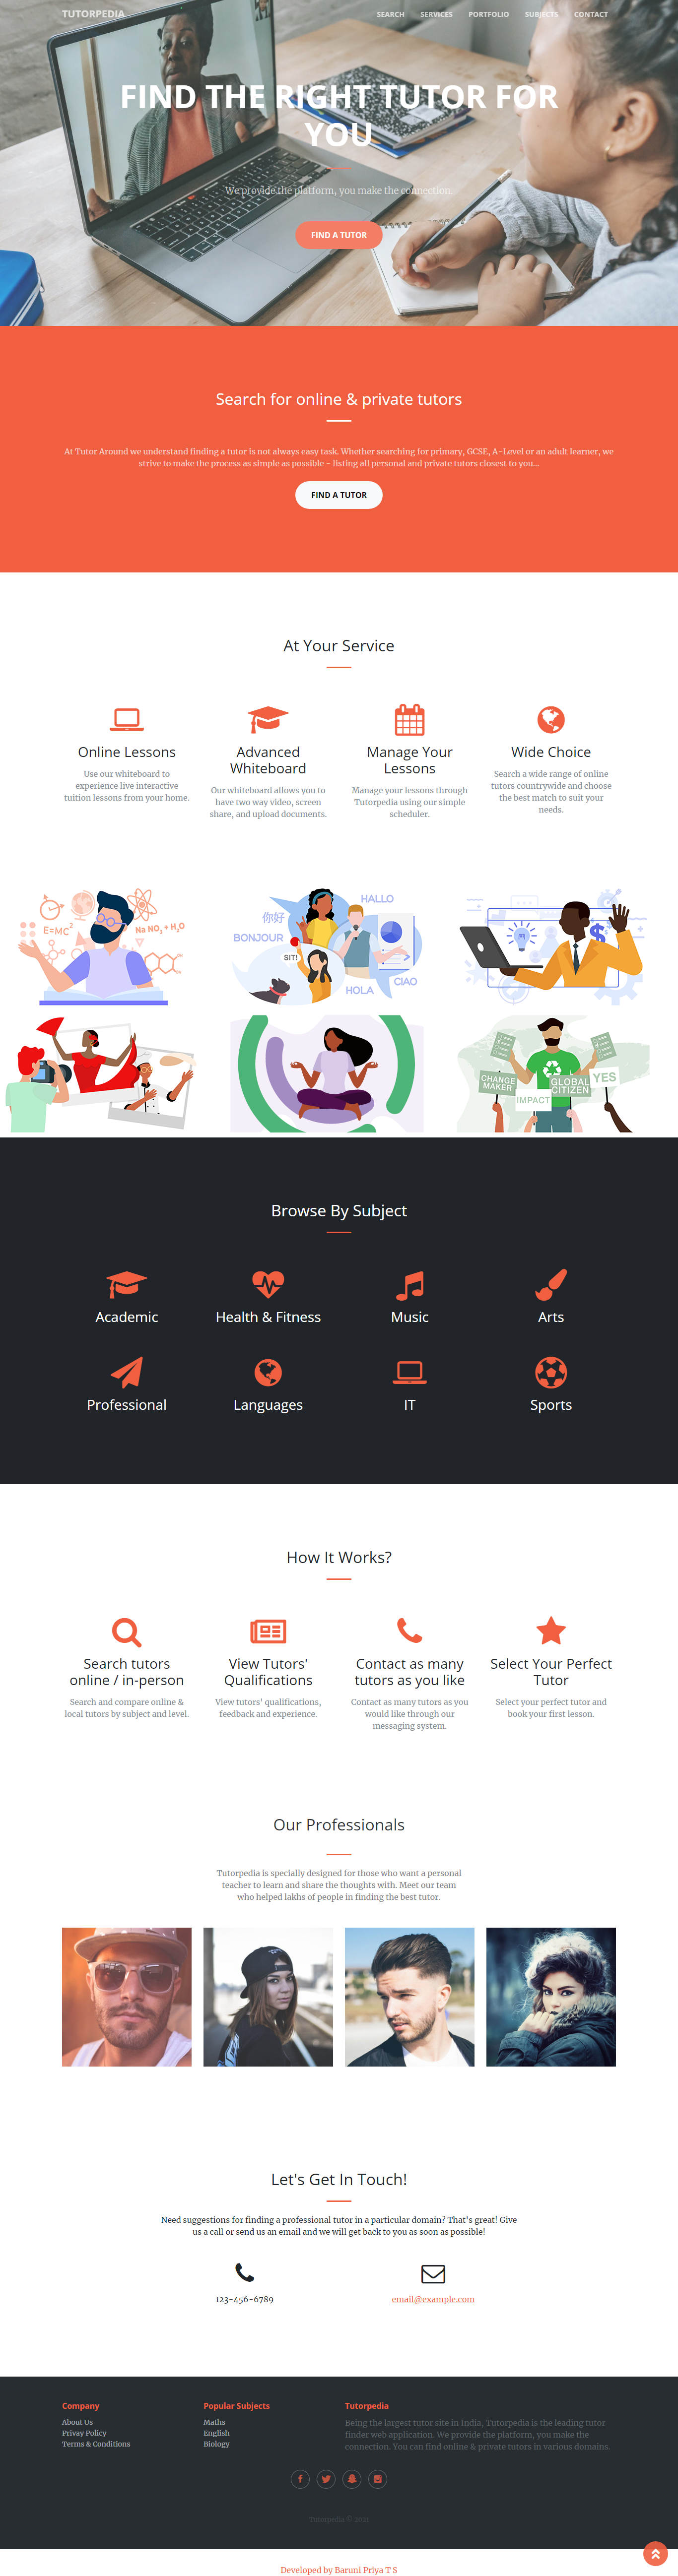 TUTORPEDIA
SEARCH SERVICES PORTFOLIO SUBJECTS CONTACT
FIND THE RIGHT TUTOR FOR
YOU
We provide the platform, you make the connection.
FIND A TUTOR
Search for online & private tutors
At Tutor Around we understand finding a tutor is not always easy task. Whether searching for primary, GCSE, A-Level or an adult learner, we
strive to make the process as simple as possible - listing all personal and private tutors closest to you...
FIND A TUTOR
At Your Service
Online Lessons
Use our whiteboard to
experience live interactive
tuition lessons from your home.
Advanced
Whiteboard
Our whiteboard allows you to
have two way video, screen
share, and upload documents.
Manage Your
Lessons
Manage your lessons through
Tutorpedia using our simple
scheduler.
Wide Choice
Search a wide range of online
tutors countrywide and choose
the best match to suit your
needs.
E=MC²
Na NO₃ + H₂O
HALLO
你好
BONJOUR
SIT!
CIAO
HOLA
$
CHANGE
MAKER
IMPACT
GLOBAL
CITIZEN
YES
Browse By Subject
Academic
Health & Fitness
Music
Arts
Professional
Languages
IT
Sports
How It Works?
Search tutors
online / in-person
Search and compare online &
local tutors by subject and level.
View Tutors'
Qualifications
View tutors' qualifications,
feedback and experience.
Contact as many
tutors as you like
Contact as many tutors as you
would like through our
messaging system.
Select Your Perfect
Tutor
Select your perfect tutor and
book your first lesson.
Our Professionals
Tutorpedia is specially designed for those who want a personal
teacher to learn and share the thoughts with. Meet our team
who helped lakhs of people in finding the best tutor.
Let's Get In Touch!
Need suggestions for finding a professional tutor in a particular domain? That's great! Give
us a call or send us an email and we will get back to you as soon as possible!
123-456-6789
email@example.com
Company
About Us
Privay Policy
Terms & Conditions
Popular Subjects
Maths
English
Biology
Tutorpedia
Being the largest tutor site in India, Tutorpedia is the leading tutor
finder web application. We provide the platform, you make the
connection. You can find online & private tutors in various domains.
Tutorpedia © 2021
Developed by Baruni Priya T S